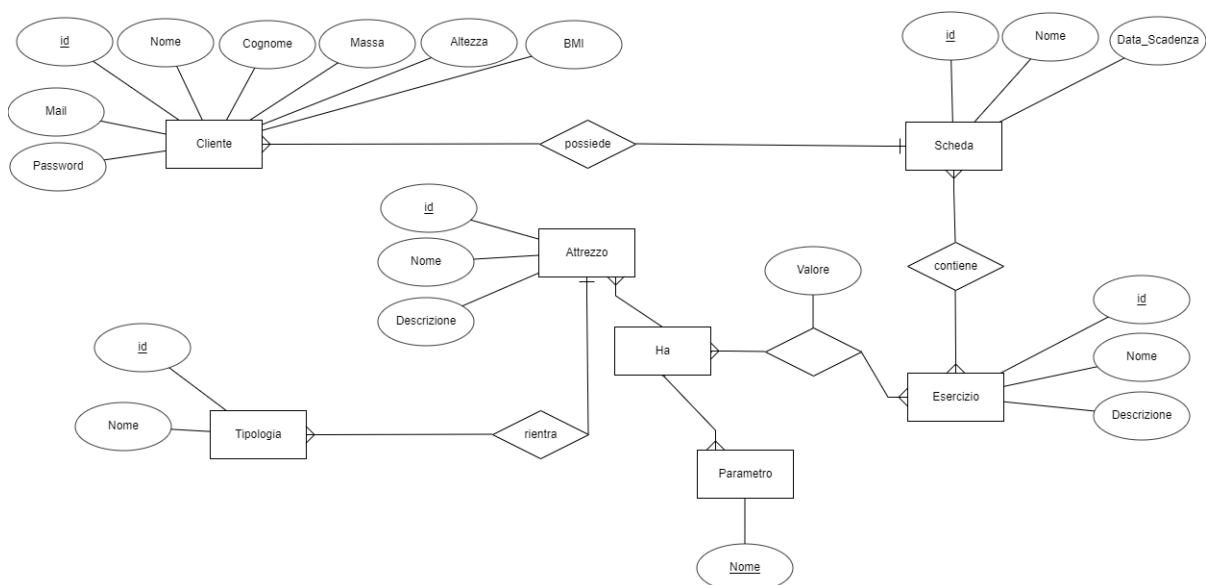 id
Nome
Cognome
Massa
Altezza
BMI
id
Nome
Data_Scadenza
Mail
Password
Cliente
possiede
Scheda
id
Nome
Descrizione
Attrezzo
Valore
contiene
id
Nome
Descrizione
Ha
Esercizio
id
Nome
Tipologia
rientra
Parametro
Nome